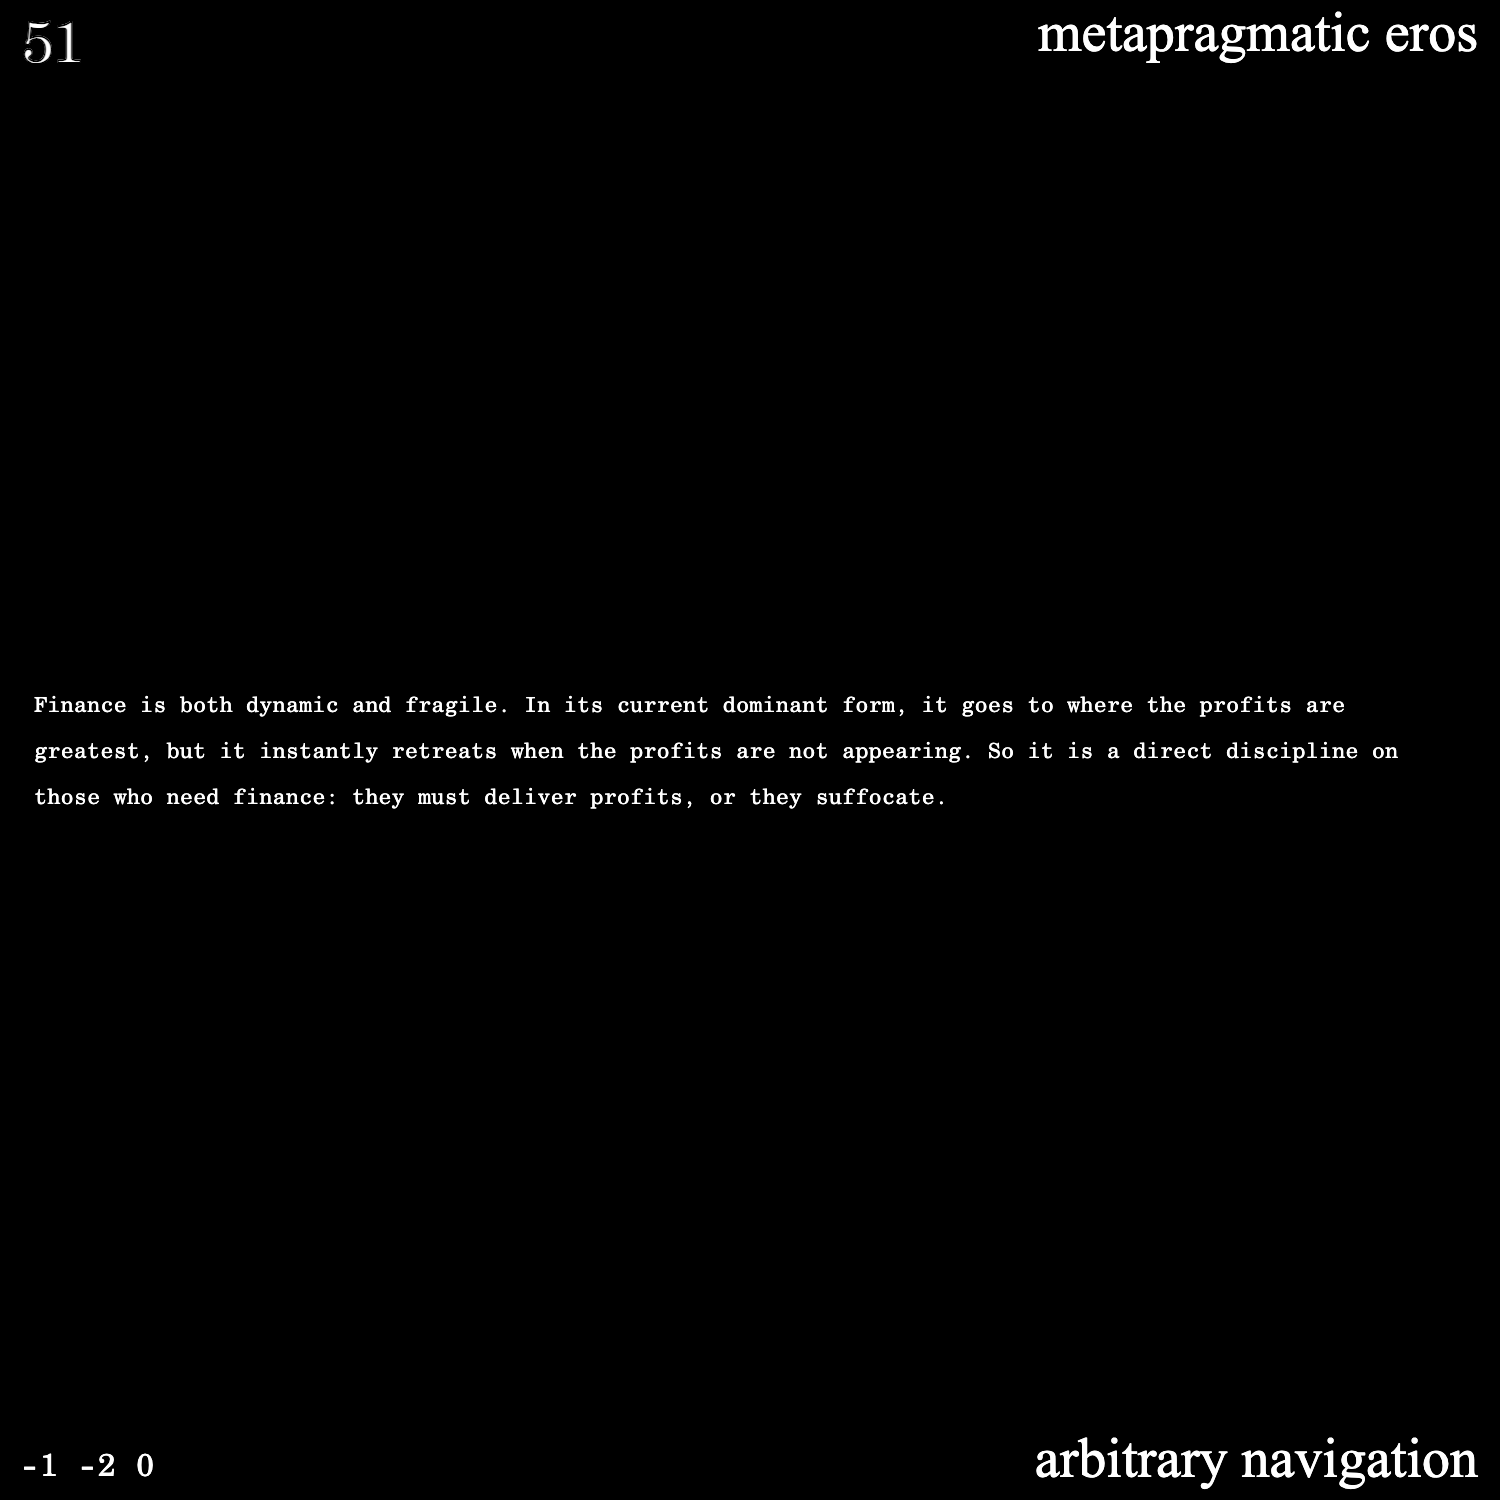 51
metapragmatic eros
Finance is both dynamic and fragile. In its current dominant form, it goes to where the profits are
greatest, but it instantly retreats when the profits are not appearing. So it is a direct discipline on
those who need finance: they must deliver profits, or they suffocate.
-1 -2 0
arbitrary navigation